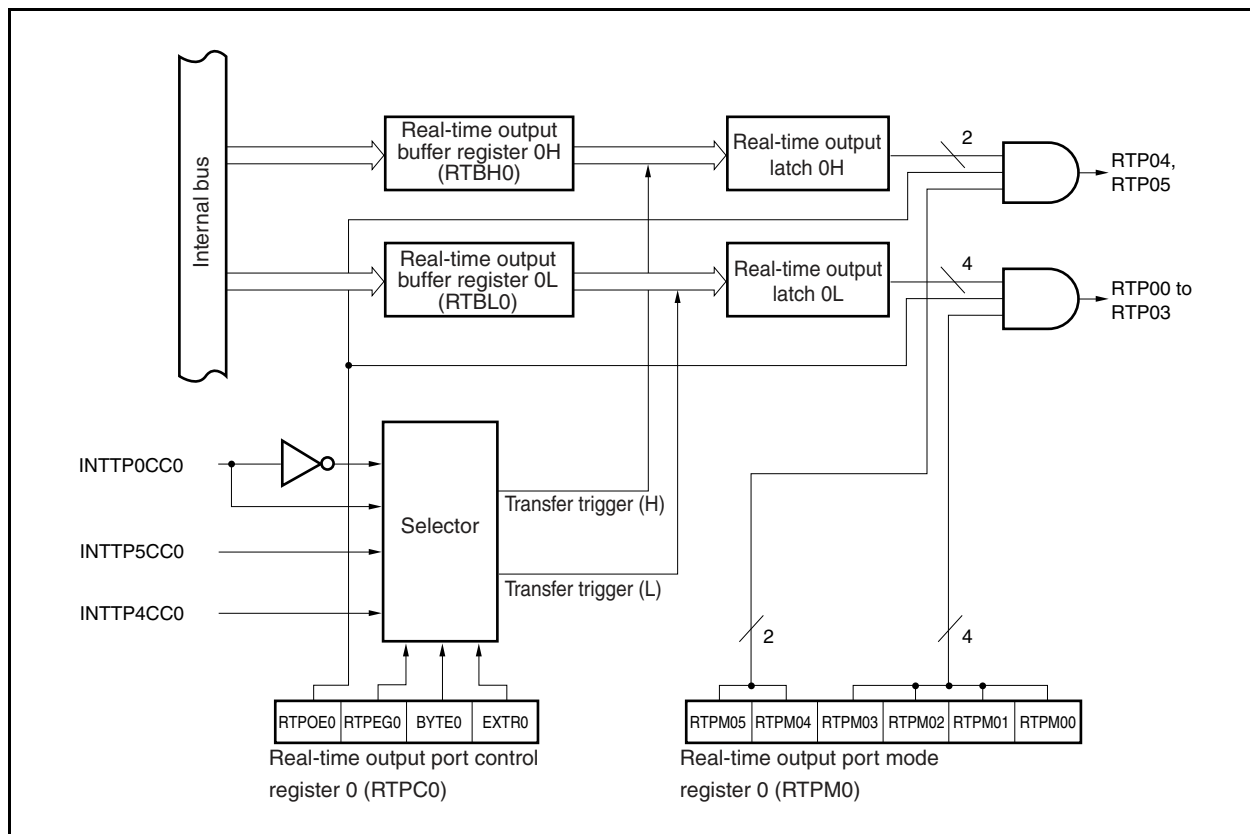 Internal bus
Real-time output
buffer register 0H
(RTBH0)
Real-time output
latch 0H
2
RTP04,
RTP05
Real-time output
buffer register 0L
(RTBL0)
Real-time output
latch 0L
4
RTP00 to
RTP03
INTTP0CC0
INTTP5CC0
INTTP4CC0
Selector
Transfer trigger (H)
Transfer trigger (L)
2
4
RTPOE0 RTPEG0 BYTE0 EXTR0
Real-time output port control
register 0 (RTPC0)
RTPM05 RTPM04 RTPM03 RTPM02 RTPM01 RTPM00
Real-time output port mode
register 0 (RTPM0)